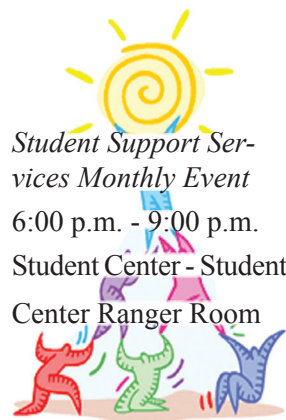 Student Support Ser-
vices Monthly Event
6:00 p.m. - 9:00 p.m.
Student Center - Student
Center Ranger Room